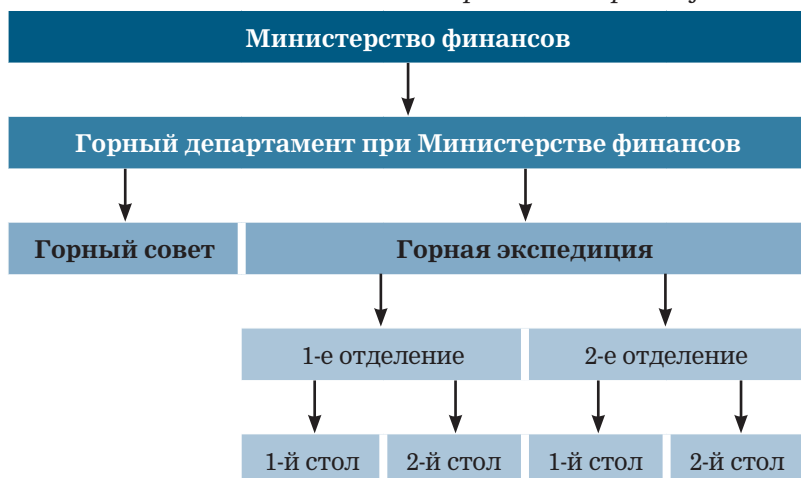 Министерство финансов
Горный департамент при Министерстве финансов
Горный совет Горная экспедиция
1-е отделение 2-е отделение
1-й стол 2-й стол 1-й стол 2-й стол